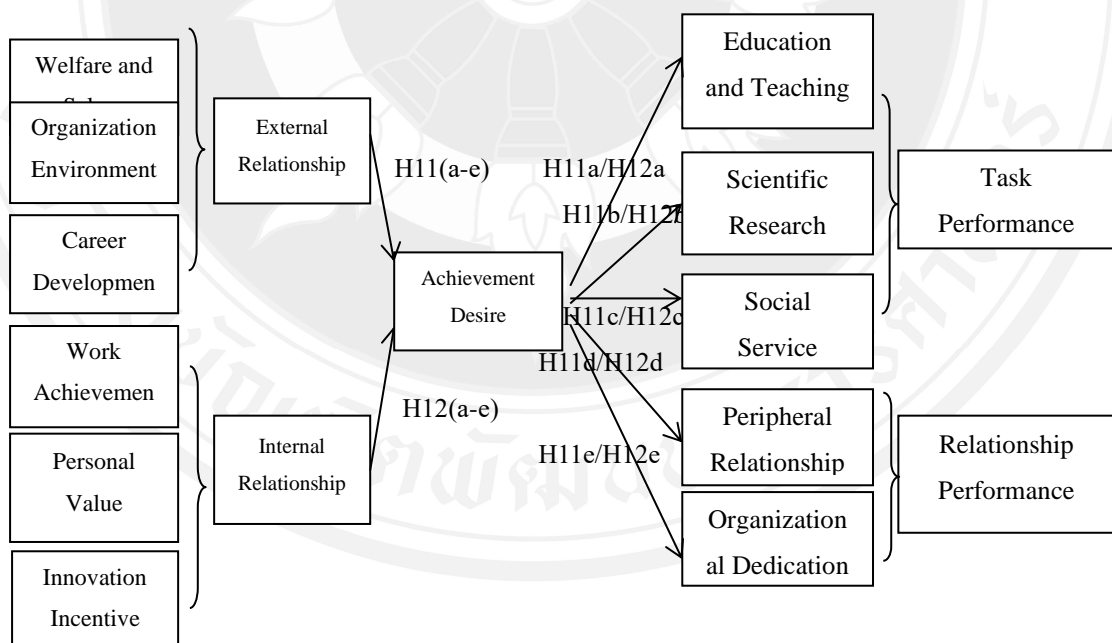 Welfare and
Organization
Environment
Career
Developmen
Work
Achievemen
Personal
Value
Innovation
Incentive
External
Relationship
Internal
Relationship
H11(a-e)
H12(a-e)
Achievement
Desire
H11a/H12a
H11b/H12b
H11c/H12c
H11d/H12d
H11e/H12e
Education
and Teaching
Scientific
Research
Social
Service
Peripheral
Relationship
Organization
al Dedication
Task
Performance
Relationship
Performance